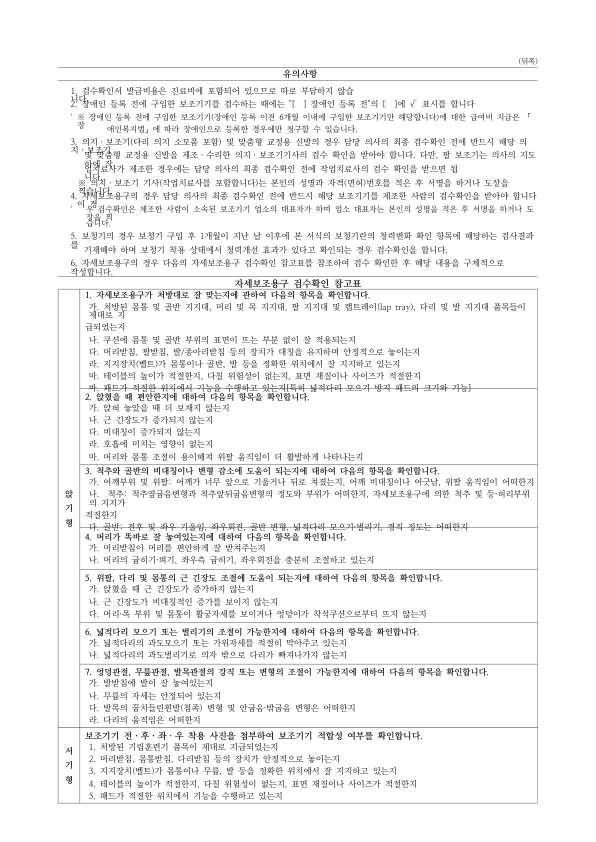 (뒤쪽)
유의사항
1. 검수확인서 발급비용은 진료비에 포함되어 있으므로 따로 부담하지 않습
니다.
2. 장애인 등록 전에 구입한 보조기기를 검수하는 때에는 "[   ] 장애인 등록 전"의 [   ]에 √ 표시를 합니다
.
※ 장애인 등록 전에 구입한 보조기기(장애인 등록 이전 6개월 이내에 구입한 보조기기만 해당합니다)에 대한 급여비 지급은 「
장
애인복지법」에 따라 장애인으로 등록한 경우에만 청구할 수 있습니다.
3. 의지ㆍ보조기(다리 의지 소모품 포함) 및 맞춤형 교정용 신발의 경우 담당 의사의 최종 검수확인 전에 반드시 해당 의
지ㆍ보조기
및 맞춤형 교정용 신발을 제조ㆍ수리한 의지ㆍ보조기기사의 검수 확인을 받아야 합니다. 다만, 팔 보조기는 의사의 지도
하에 작
업치료사가 제조한 경우에는 담당 의사의 최종 검수확인 전에 작업치료사의 검수 확인을 받으면 됩
니다.
※ 의지ㆍ보조기 기사(작업치료사를 포함합니다)는 본인의 성명과 자격(면허)번호를 적은 후 서명을 하거나 도장을
찍습니다.
4. 자세보조용구의 경우 담당 의사의 최종 검수확인 전에 반드시 해당 보조기기를 제조한 사람의 검수확인을 받아야 합니다
. 이 경
우 검수확인은 제조한 사람이 소속된 보조기기 업소의 대표자가 하며 업소 대표자는 본인의 성명을 적은 후 서명을 하거나 도
장을 찍
습니다.
5. 보청기의 경우 보청기 구입 후 1개월이 지난 날 이후에 본 서식의 보청기란의 청력변화 확인 항목에 해당하는 검사결과
를
기재해야 하며 보청기 착용 상태에서 청력개선 효과가 있다고 확인되는 경우 검수확인을 합니다.
6. 자세보조용구의 경우 다음의 자세보조용구 검수확인 참고표를 참조하여 검수 확인한 후 해당 내용을 구체적으로
작성합니다.
자세보조용구 검수확인 참고표
앉
기
형
1. 자세보조용구가 처방대로 잘 맞는지에 관하여 다음의 항목을 확인합니다.
가. 처방된 몸통 및 골반 지지대, 머리 및 목 지지대, 팔 지지대 및 랩트레이(lap tray), 다리 및 발 지지대 품목들이
제대로 지
급되었는지
나. 쿠션에 몸통 및 골반 부위의 표면이 뜨는 부분 없이 잘 적용되는지
다. 머리받침, 팔받침, 발/종아리받침 등의 장치가 대칭을 유지하며 안정적으로 놓이는지
라. 지지장치(벨트)가 몸통이나 골반, 발 등을 정확한 위치에서 잘 지지하고 있는지
마. 테이블의 높이가 적절한지, 다칠 위험성이 없는지, 표면 재질이나 사이즈가 적절한지
바. 패드가 적절한 위치에서 기능을 수행하고 있는지[특히 넓적다리 모으기 방지 패드의 크기와 기능]
2. 앉혔을 때 편안한지에 대하여 다음의 항목을 확인합니다.
가. 앉혀 놓았을 때 더 보채지 않는지
나. 근 긴장도가 증가되지 않는지
다. 비대칭이 증가되지 않는지
라. 호흡에 미치는 영향이 없는지
마. 머리와 몸통 조절이 용이해져 위팔 움직임이 더 활발하게 나타나는지
3. 척추와 골반의 비대칭이나 변형 감소에 도움이 되는지에 대하여 다음의 항목을 확인합니다.
가. 어깨부위 및 위팔: 어깨가 너무 앞으로 기울거나 뒤로 쳐졌는지, 어깨 비대칭이나 어긋남, 위팔 움직임이 어떠한지
나. 척추: 척추옆굽음변형과 척추앞뒤굽음변형의 정도와 부위가 어떠한지, 자세보조용구에 의한 척추 및 등·허리부위
의 지지가
적절한지
다. 골반: 전후 및 좌우 기울임, 좌우회전, 골반 변형, 넓적다리 모으기·벌리기, 경직 정도는 어떠한지
4. 머리가 똑바로 잘 놓여있는지에 대하여 다음의 항목을 확인합니다.
가. 머리받침이 머리를 편안하게 잘 받쳐주는지
나. 머리의 굽히기·펴기, 좌우측 굽히기, 좌우회전을 충분히 조절하고 있는지
5. 위팔, 다리 및 몸통의 근 긴장도 조절에 도움이 되는지에 대하여 다음의 항목을 확인합니다.
가. 앉혔을 때 근 긴장도가 증가하지 않는지
나. 근 긴장도가 비대칭적인 증가를 보이지 않는지
다. 머리·목 부위 및 몸통이 활궁자세를 보이거나 엉덩이가 착석쿠션으로부터 뜨지 않는지
6. 넓적다리 모으기 또는 벌리기의 조절이 가능한지에 대하여 다음의 항목을 확인합니다.
가. 넓적다리의 과도모으기 또는 가위자세를 적절히 막아주고 있는지
나. 넓적다리의 과도벌리기로 의자 밖으로 다리가 빠져나가지 않는지
7. 엉덩관절, 무릎관절, 발목관절의 강직 또는 변형의 조절이 가능한지에 대하여 다음의 항목을 확인합니다.
가. 발받침에 발이 잘 놓여있는지
나. 무릎의 자세는 안정되어 있는지
다. 발목의 꿈치들린휜발(첨족) 변형 및 안굽음·밖굽음 변형은 어떠한지
라. 다리의 움직임은 어떠한지
서
기
형
보조기기 전ㆍ후ㆍ좌ㆍ우 착용 사진을 첨부하여 보조기기 적합성 여부를 확인합니다.
1. 처방된 기립훈련기 품목이 제대로 지급되었는지
2. 머리받침, 몸통받침, 다리받침 등의 장치가 안정적으로 놓이는지
3. 지지장치(벨트)가 몸통이나 무릎, 발 등을 정확한 위치에서 잘 지지하고 있는지
4. 테이블의 높이가 적절한지, 다칠 위험성이 없는지, 표면 재질이나 사이즈가 적절한지
5. 패드가 적절한 위치에서 기능을 수행하고 있는지